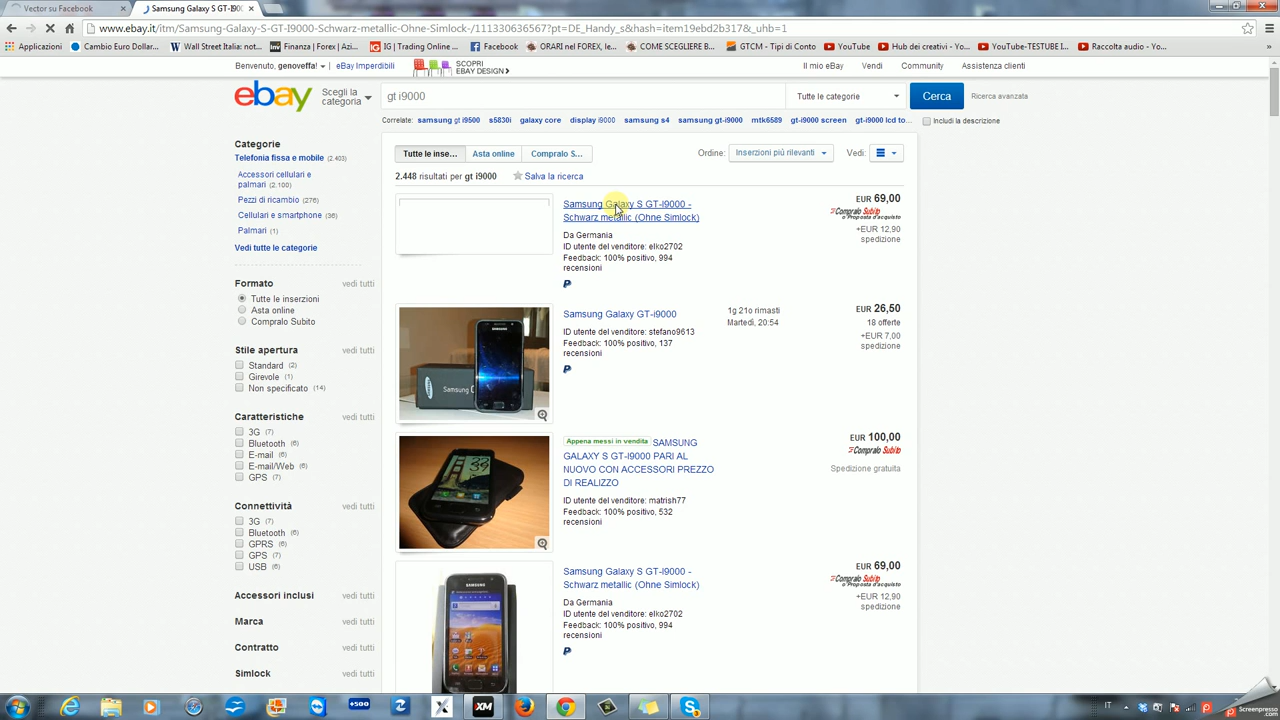 Vector su Facebook
Samsung Galaxy S GT-I90
www.ebay.it/itm/Samsung-Galaxy-S-GT-I9000-Schwarz-metallic-Ohne-Simlock-/111330636567?pt=DE_Handy_s&hash=item19ebd2b317&_uhb=1
Applicazioni Cambio Euro Dollar... Wall Street Italia: not... Finanza | Forex | Azi... IG | Trading Online ... Facebook ORARI nel FOREX, le... COME SCEGLIERE B... GTCM - Tipi di Conto YouTube Hub dei creativi - Yo... YouTube-TESTUBE I... Raccolta audio - Yo...
Benvenuto, genoveffa! eBay Imperdibili SCOPRI
EBAY DESIGN
Il mio eBay Vendi Community Assistenza clienti
ebay Scegli la
categoria
gt i9000 Tutte le categorie Cerca Ricerca avanzata
Correlate: samsung gt i9500 s5830i galaxy core display i9000 samsung s4 samsung gt-i9000 mtk6589 gt-i9000 screen gt-i9000 lcd to... Includi la descrizione
Categorie
Telefonia fissa e mobile (2.403)
Accessori cellulari e
palmari (2.100)
Pezzi di ricambio (276)
Cellulari e smartphone (36)
Palmari (1)
Vedi tutte le categorie
Formato vedi tutti
Tutte le inserzioni
Asta online
Compralo Subito
Stile apertura vedi tutti
Standard (2)
Girevole (1)
Non specificato (14)
Caratteristiche vedi tutti
3G (7)
Bluetooth (6)
E-mail (6)
E-mail/Web (6)
GPS (7)
Connettività vedi tutti
3G (7)
Bluetooth (6)
GPRS (6)
GPS (7)
USB (6)
Accessori inclusi vedi tutti
Marca vedi tutti
Contratto vedi tutti
Simlock vedi tutti
Tutte le inse... Asta online Compralo S... Ordine: Inserzioni più rilevanti Vedi:
2.448 risultati per gt i9000 Salva la ricerca
Samsung Galaxy S GT-I9000 -
Schwarz metallic (Ohne Simlock)
Da Germania
ID utente del venditore: elko2702
Feedback: 100% positivo, 994
recensioni
EUR 69,00
Compralo Subito
o Proposta d'acquisto
+EUR 12,90
spedizione
Samsung Galaxy GT-i9000
ID utente del venditore: stefano9613
Feedback: 100% positivo, 137
recensioni
1g 21o rimasti
Martedì, 20:54
EUR 26,50
18 offerte
+EUR 7,00
spedizione
SAMSUNG
Samsung
Appena messi in vendita SAMSUNG
GALAXY S GT-I9000 PARI AL
NUOVO CON ACCESSORI PREZZO
DI REALIZZO
ID utente del venditore: matrish77
Feedback: 100% positivo, 532
recensioni
EUR 100,00
Compralo Subito
Spedizione gratuita
Samsung Galaxy S GT-I9000 -
Schwarz metallic (Ohne Simlock)
Da Germania
ID utente del venditore: elko2702
Feedback: 100% positivo, 994
recensioni
EUR 69,00
Compralo Subito
o Proposta d'acquisto
+EUR 12,90
spedizione
SAMSUNG
+500
XM
IT
Screenpresso.com